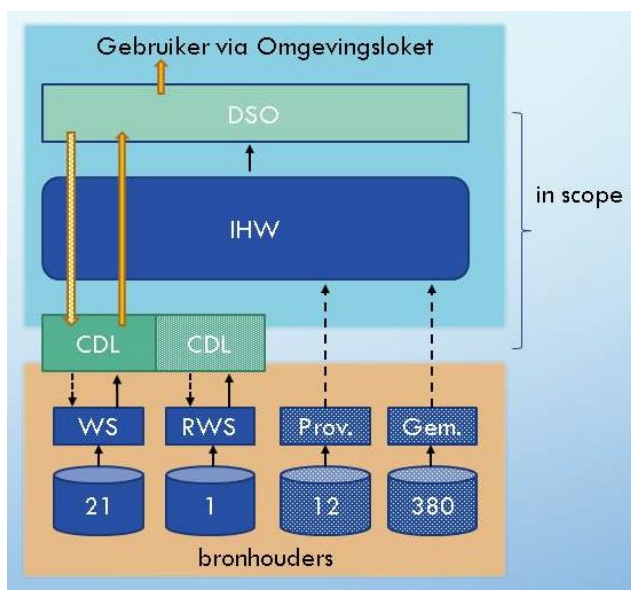 Gebruiker via Omgevingsloket
DSO
in scope
IHW
CDL CDL
WS RWS Prov. Gem.
21 1 12 380
bronhouders